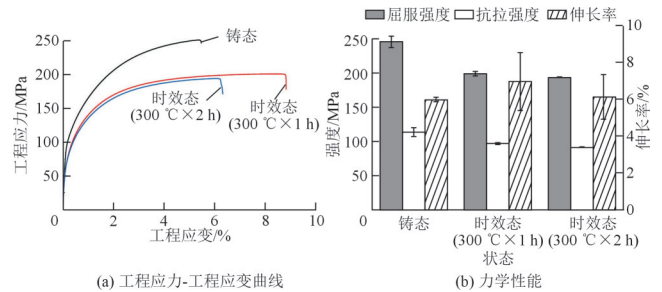 250
200
150
100
50
工程应力/MPa
铸态
时效态
(300 ℃×2 h)
时效态
(300 ℃×1 h)
0
2
4
6
8
10
工程应变/%
(a) 工程应力-工程应变曲线
屈服强度
抗拉强度
伸长率
250
200
150
100
50
强度/MPa
10
8
6
4
2
0
伸长率/%
铸态
时效态
(300 ℃×1 h)
时效态
(300 ℃×2 h)
状态
(b) 力学性能